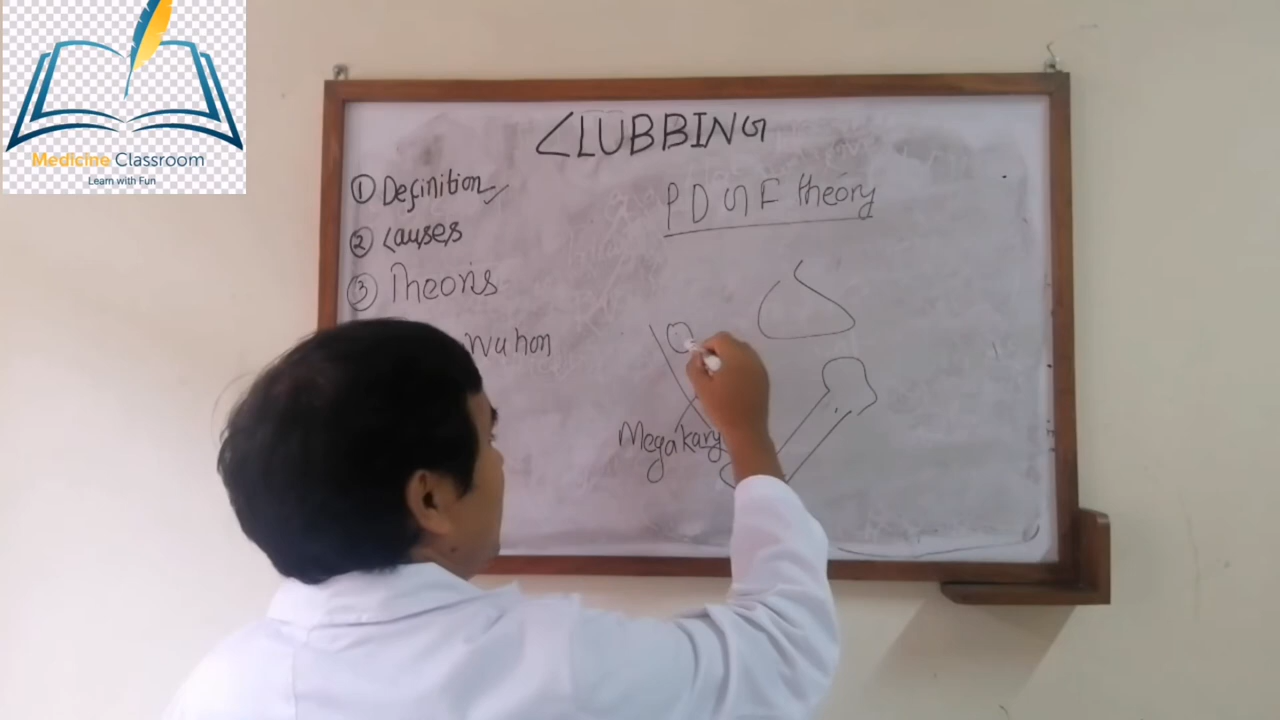 Medicine Classroom
Learn with Fun
CLUBBING
① Definition
② Causes
③ Theoris
PDGF theory
Megakary